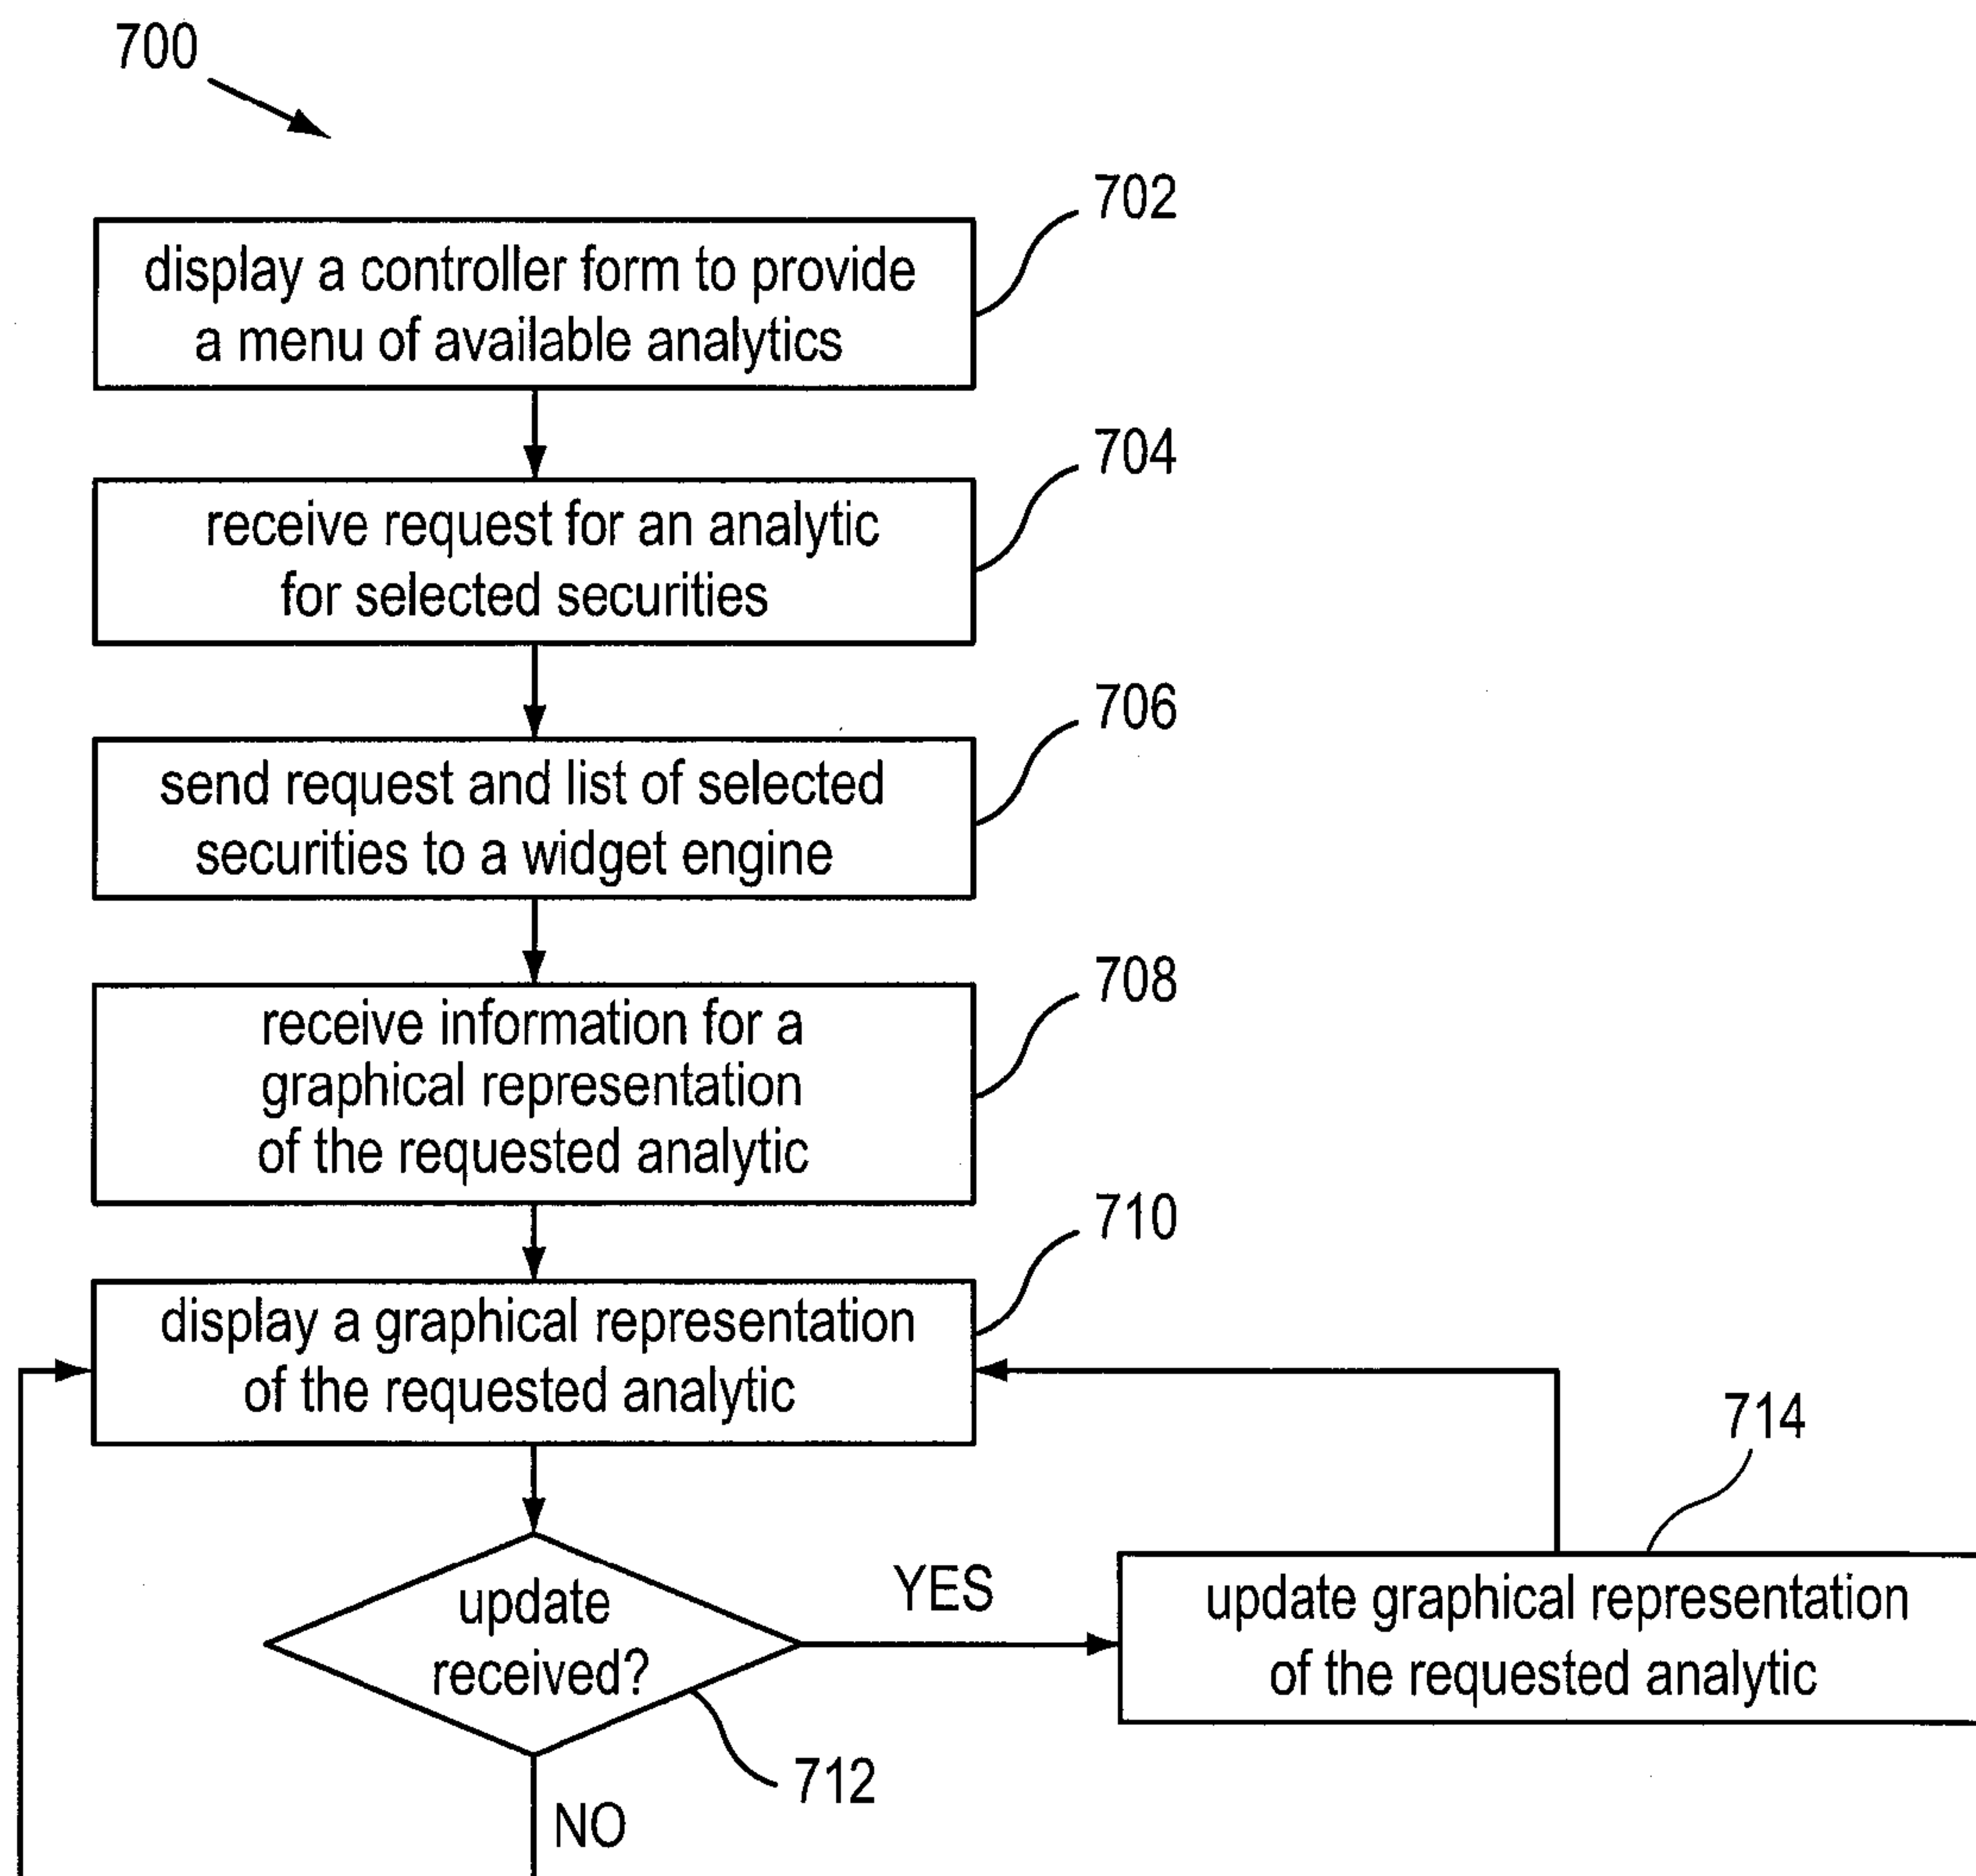 700
702
display a controller form to provide
a menu of available analytics
704
receive request for an analytic
for selected securities
706
send request and list of selected
securities to a widget engine
708
receive information for a
graphical representation
of the requested analytic
710
display a graphical representation
of the requested analytic
714
update
received?
YES
update graphical representation
of the requested analytic
712
NO